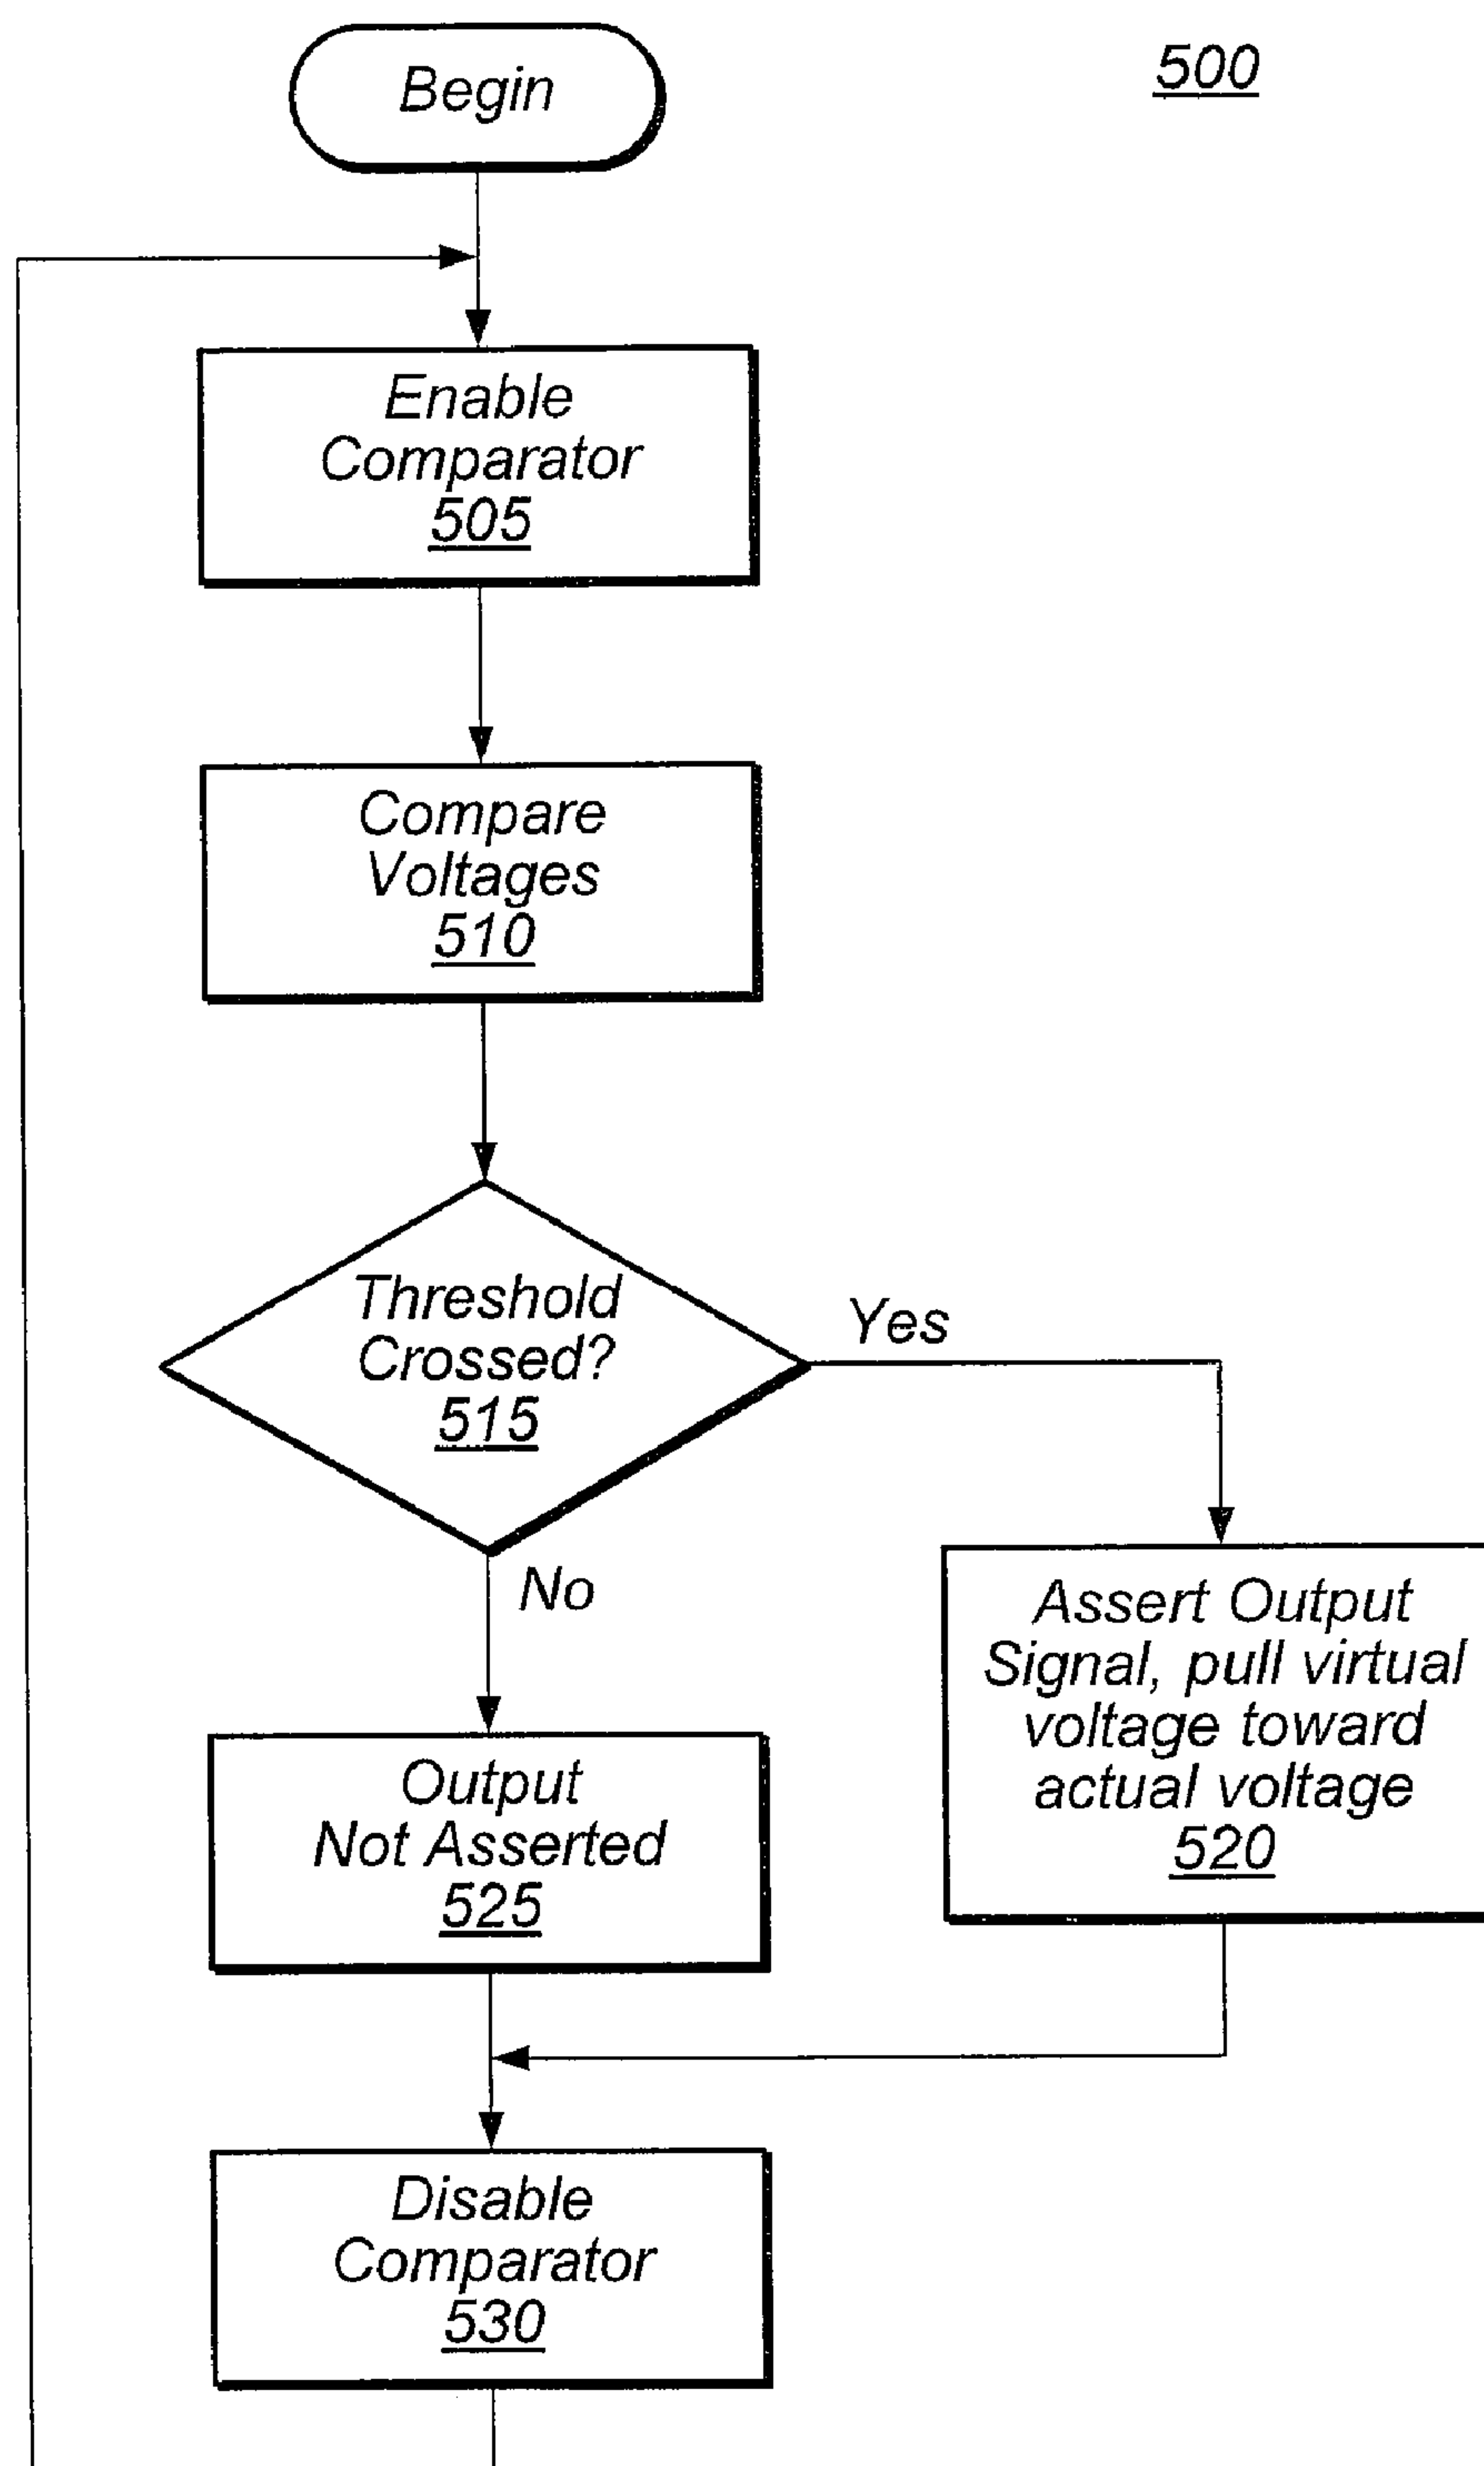 Begin
500
Enable
Comparator
505
Compare
Voltages
510
Threshold
Crossed?
515
Yes
No
Assert Output
Signal, pull virtual
voltage toward
actual voltage
520
Output
Not Asserted
525
Disable
Comparator
530